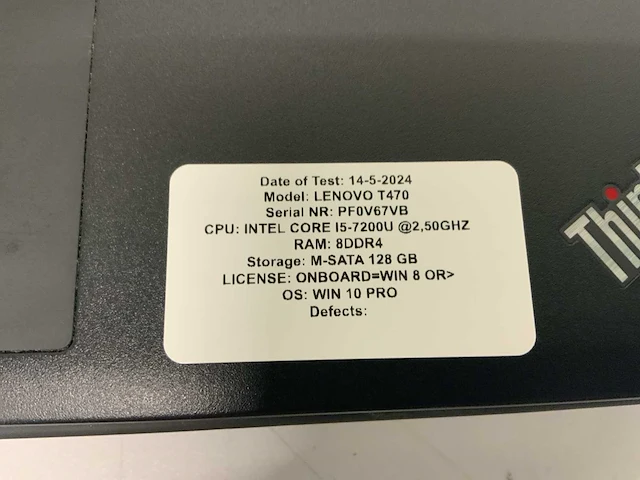 Date of Test: 14-5-2024
Model: LENOVO T470
Serial NR: PF0V67VB
CPU: INTEL CORE I5-7200U @2,50GHZ
RAM: 8DDR4
Storage: M-SATA 128 GB
LICENSE: ONBOARD=WIN 8 OR>
OS: WIN 10 PRO
Defects:
Thin